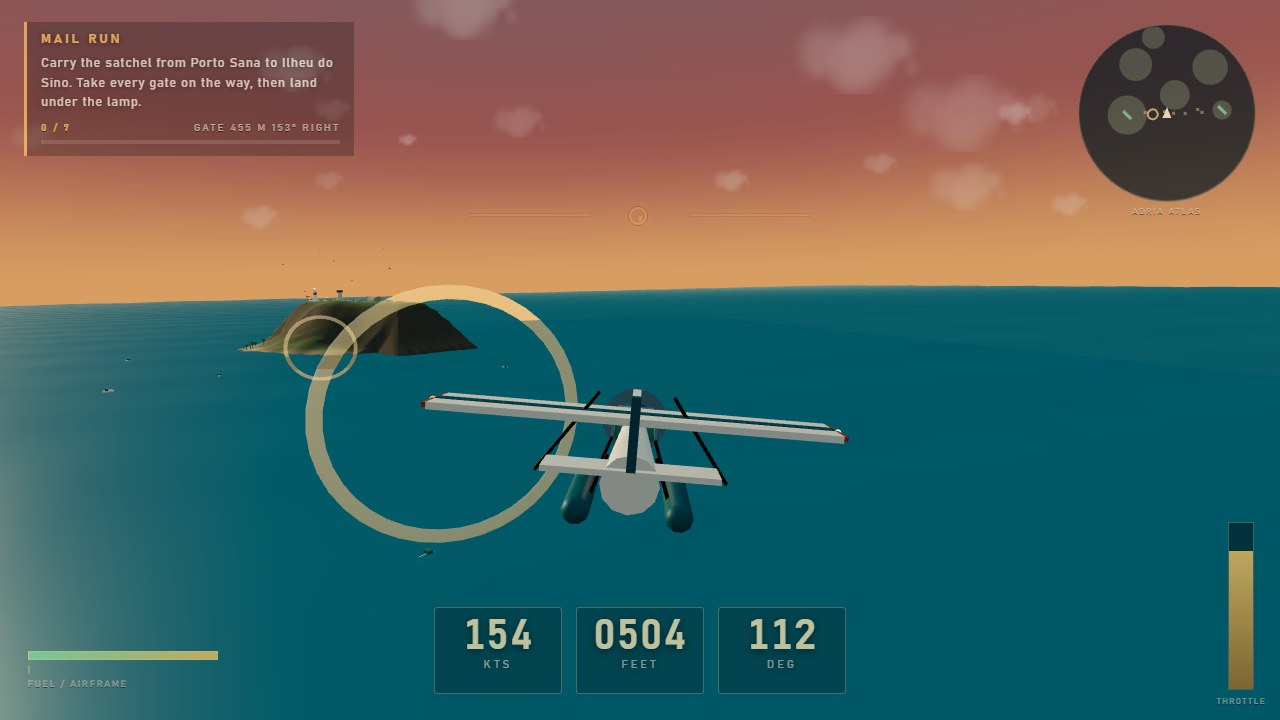 MAIL RUN
Carry the satchel from Porto Sana to Ilheu do
Sino. Take every gate on the way, then land
under the lamp.
0 / 7 GATE 455 M 153° RIGHT
ADRIA ATLAS
154 0504 112
KTS FEET DEG
FUEL / AIRFRAME
THROTTLE